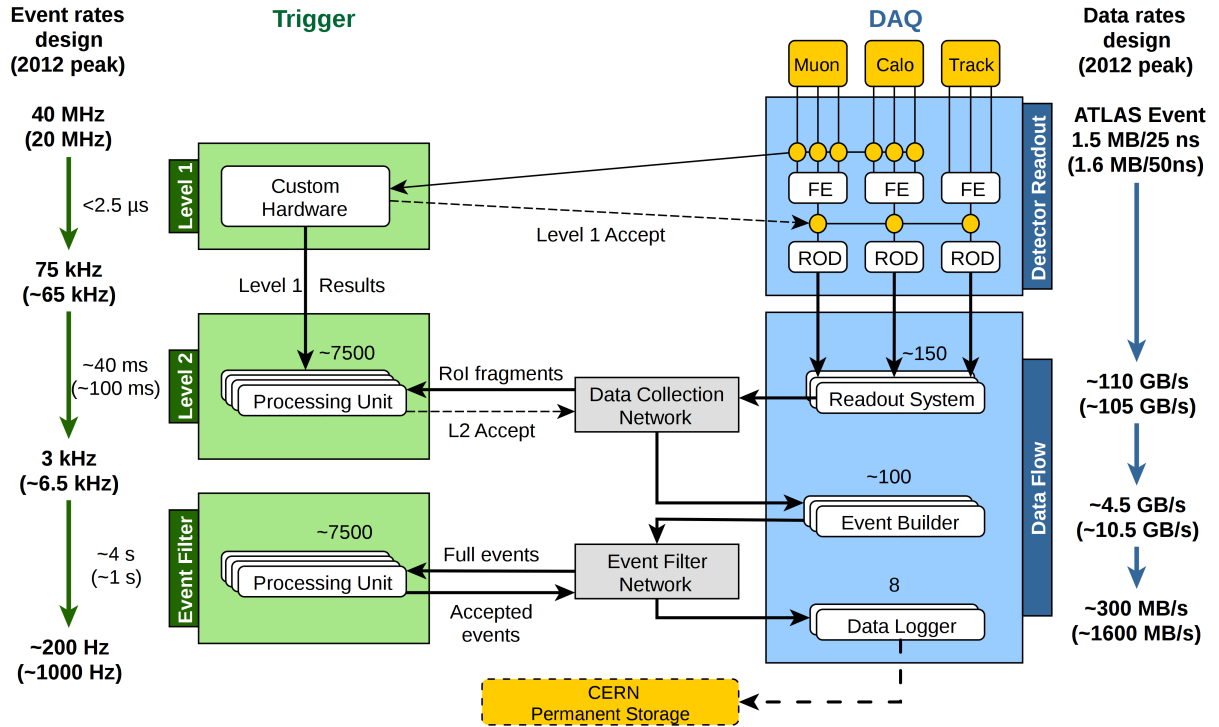 Event rates
design
(2012 peak)
Trigger
DAQ
Data rates
design
(2012 peak)
Muon
Calo
Track
40 MHz
(20 MHz)
ATLAS Event
1.5 MB/25 ns
(1.6 MB/50ns)
Level 1
Custom
Hardware
<2.5 µs
FE
FE
FE
Level 1 Accept
ROD
ROD
ROD
Detector Readout
75 kHz
(~65 kHz)
Level 1 Results
Level 2
~40 ms
(~100 ms)
~7500
Processing Unit
RoI fragments
L2 Accept
Data Collection
Network
~150
Readout System
~110 GB/s
(~105 GB/s)
3 kHz
(~6.5 kHz)
~100
Event Builder
Data Flow
~4.5 GB/s
(~10.5 GB/s)
Event Filter
~4 s
(~1 s)
~7500
Processing Unit
Full events
Accepted
events
Event Filter
Network
8
Data Logger
~300 MB/s
(~1600 MB/s)
~200 Hz
(~1000 Hz)
CERN
Permanent Storage